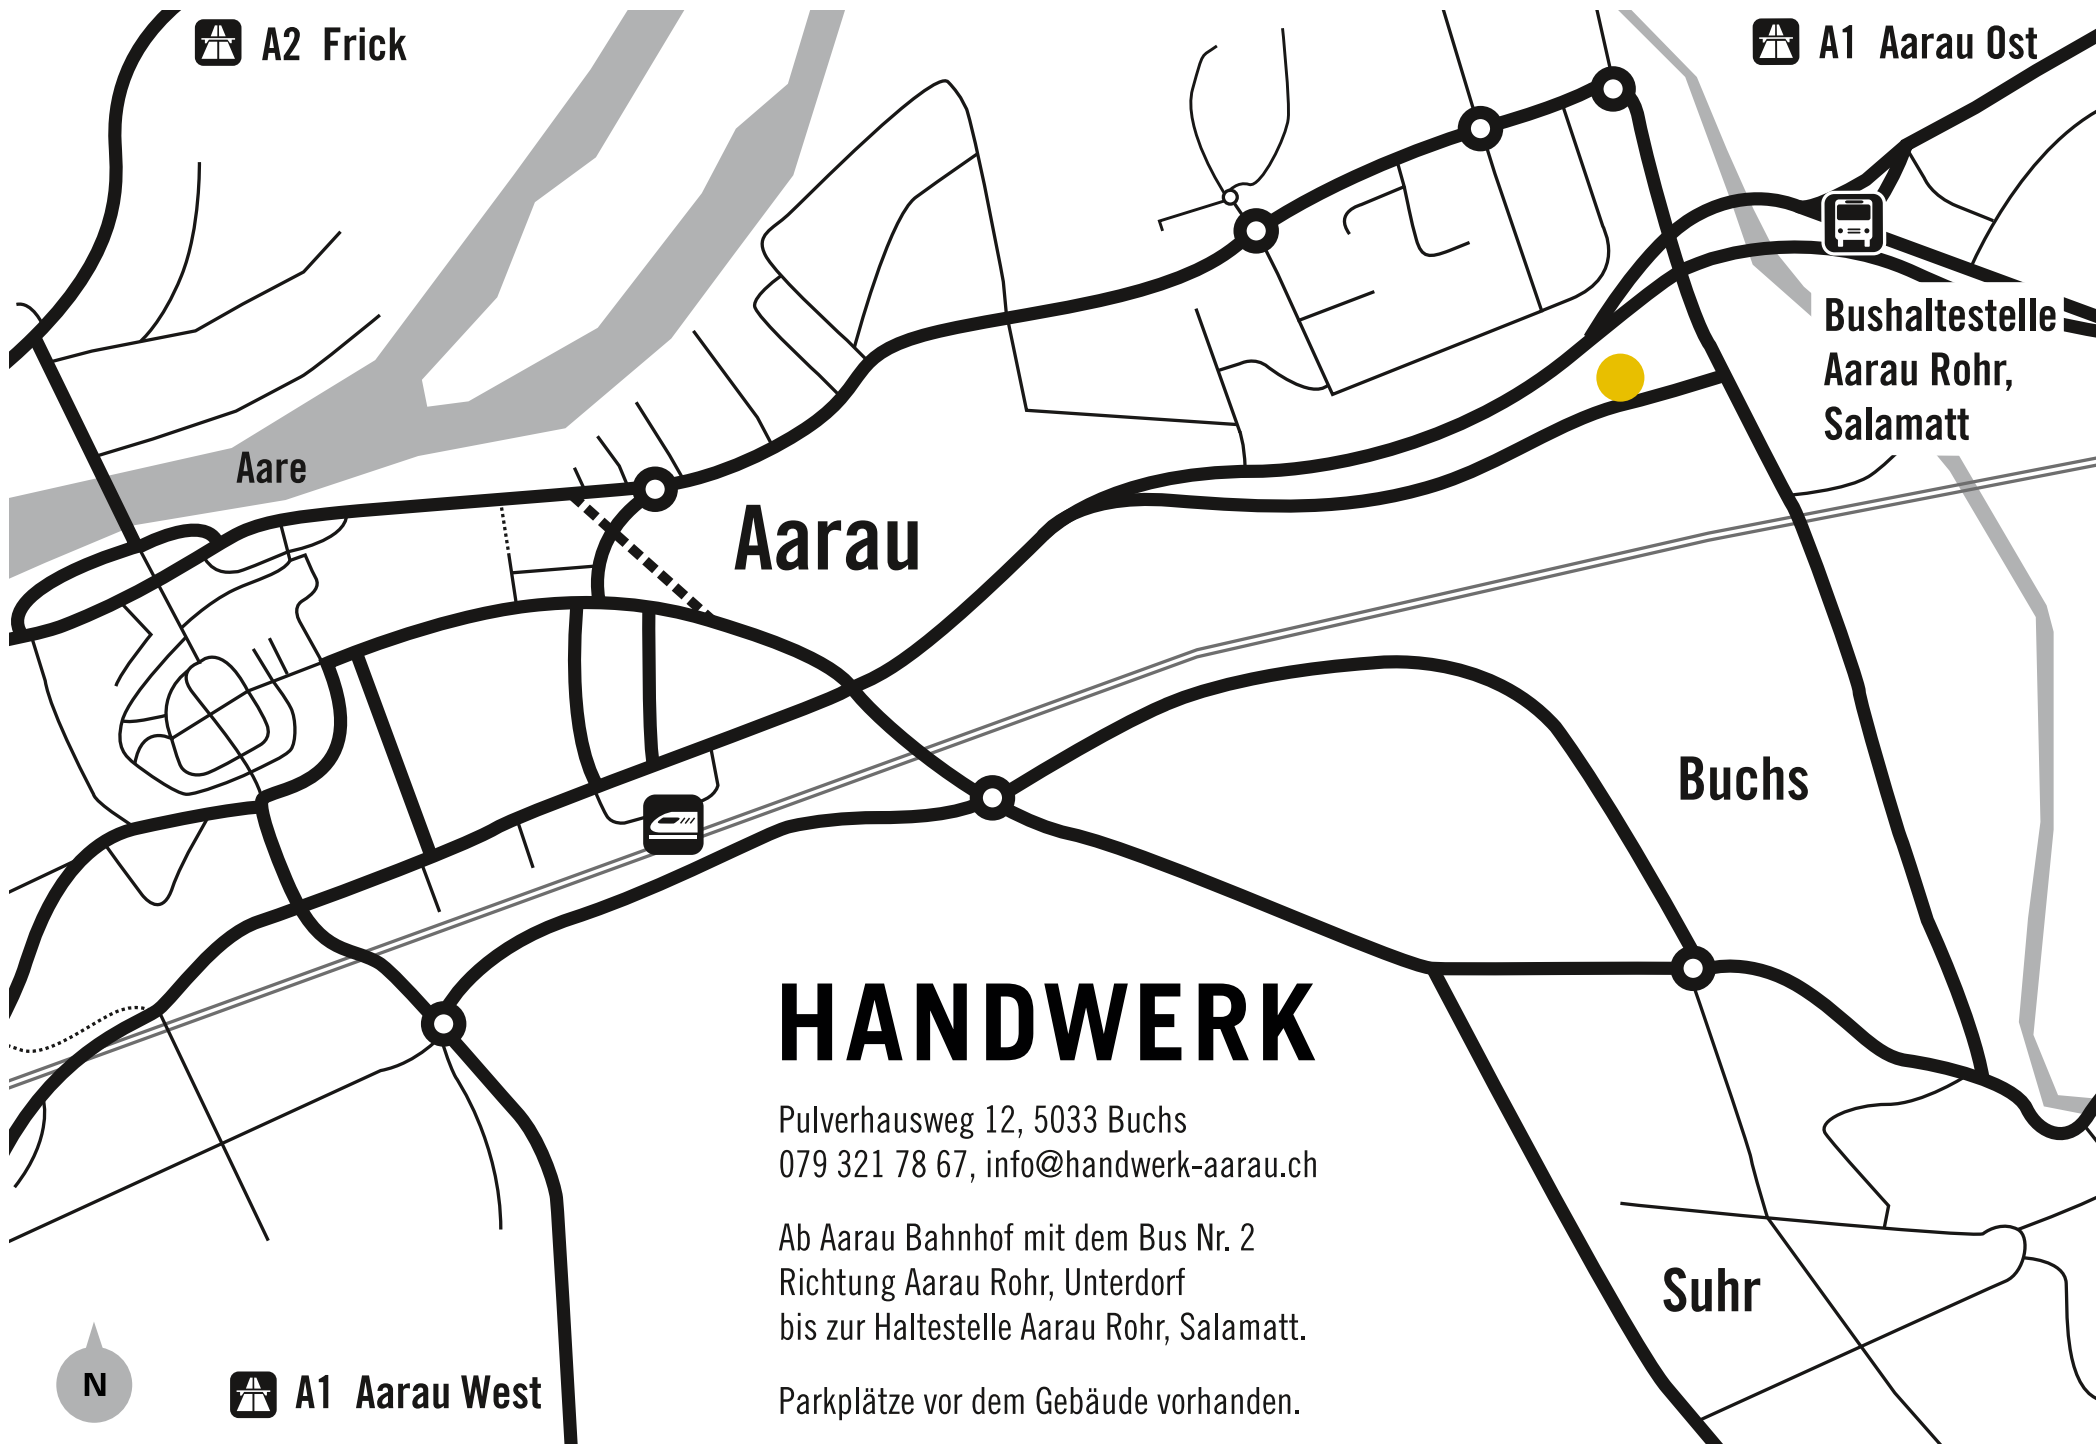 A2 Frick
A1 Aarau Ost
Bushaltestelle
Aarau Rohr,
Salamatt
Aare
Aarau
Buchs
HANDWERK
Pulverhausweg 12, 5033 Buchs
079 321 78 67, info@handwerk-aarau.ch
Ab Aarau Bahnhof mit dem Bus Nr. 2
Richtung Aarau Rohr, Unterdorf
bis zur Haltestelle Aarau Rohr, Salamatt.
Parkplätze vor dem Gebäude vorhanden.
Suhr
N
A1 Aarau West